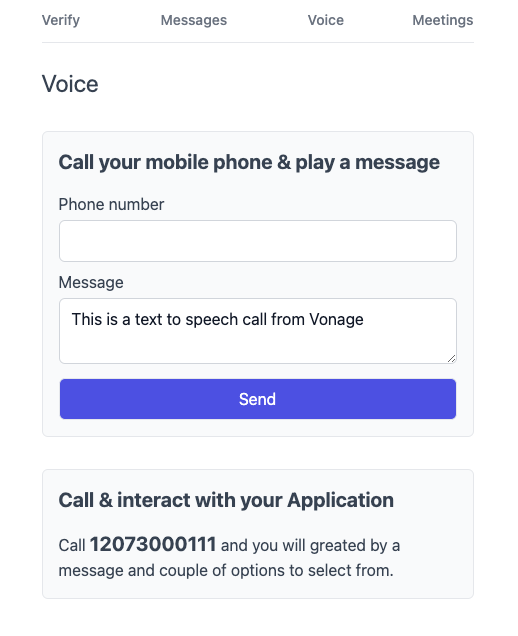 Verify Messages Voice Meetings
Voice
Call your mobile phone & play a message
Phone number
Message
This is a text to speech call from Vonage
Send
Call & interact with your Application
Call 12073000111 and you will greated by a
message and couple of options to select from.